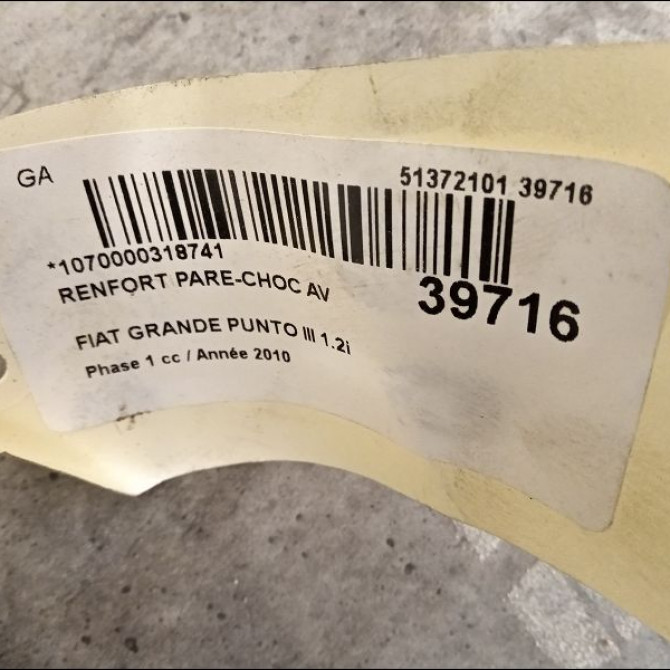 GA
51372101 39716
*1070000318741
RENFORT PARE-CHOC AV
39716
FIAT GRANDE PUNTO III 1.2i
Phase 1 cc / Année 2010